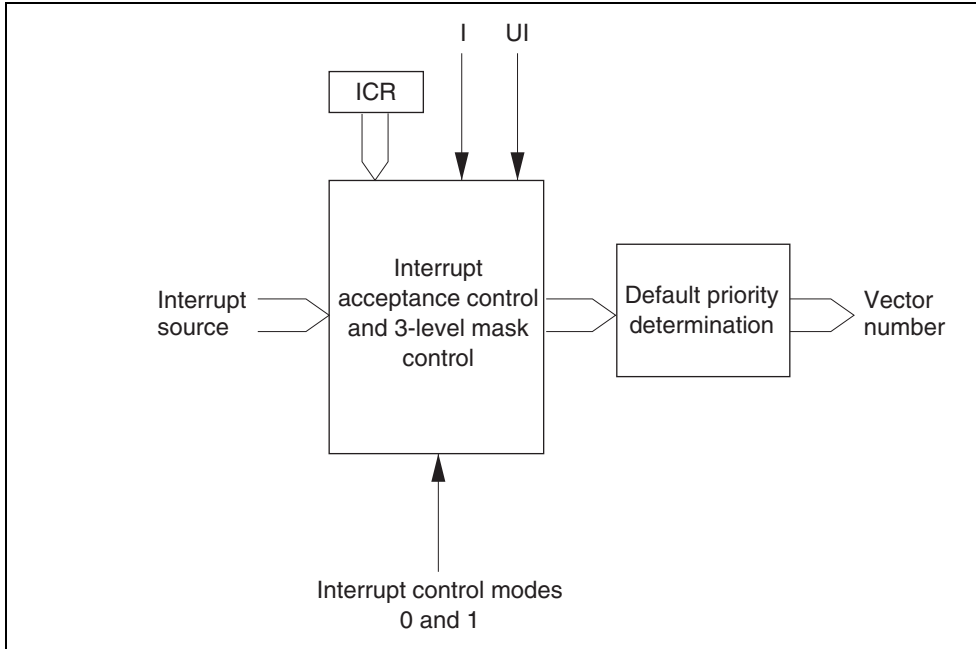 I
UI
ICR
Interrupt
source
Interrupt
acceptance control
and 3-level mask
control
Default priority
determination
Vector
number
Interrupt control modes
0 and 1